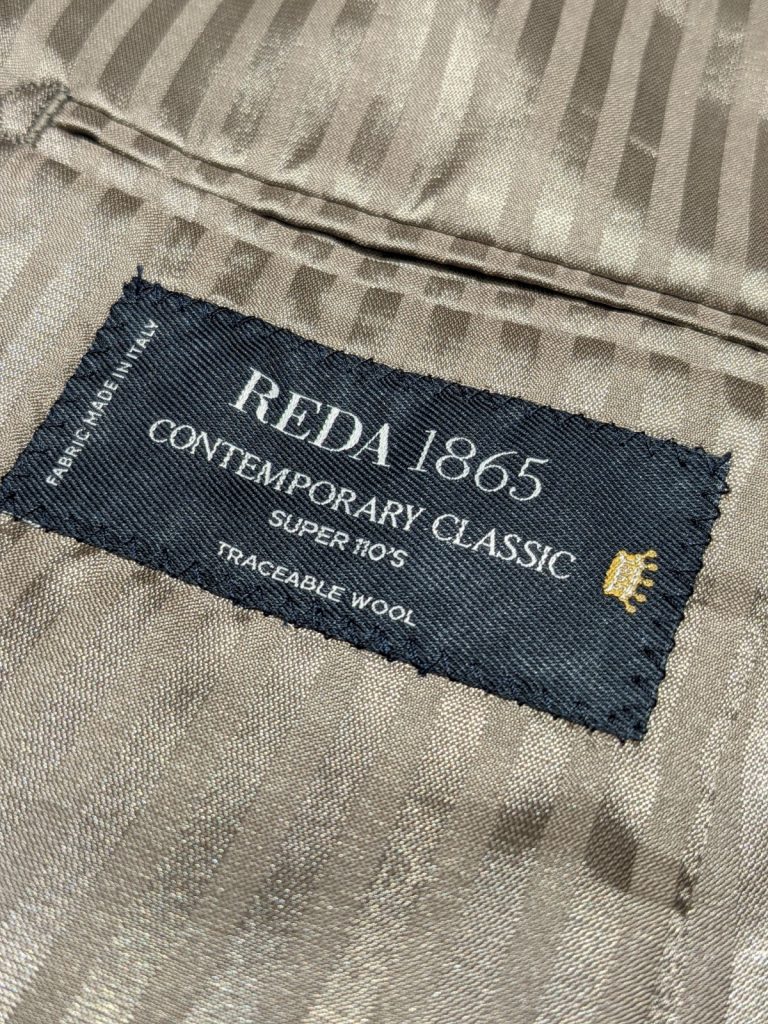 FABRIC MADE IN ITALY
REDA 1865
CONTEMPORARY CLASSIC
SUPER 110'S
TRACEABLE WOOL